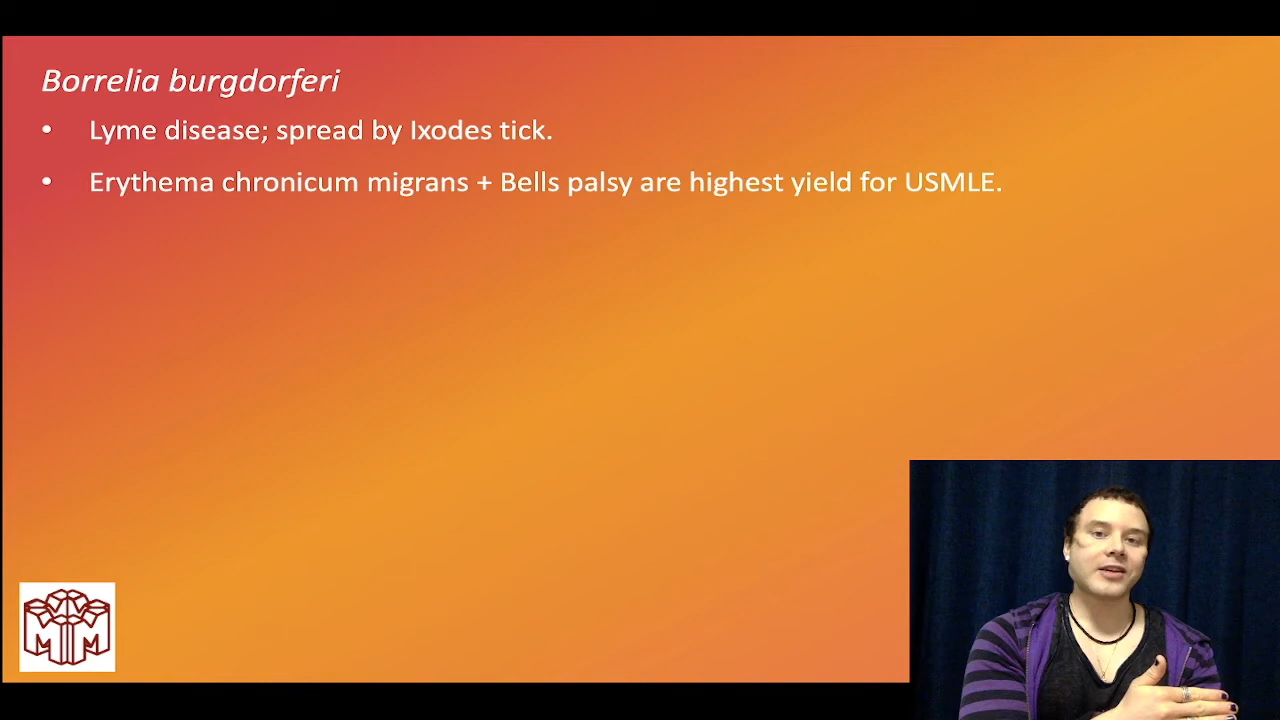 Borrelia burgdorferi
• Lyme disease; spread by Ixodes tick.
• Erythema chronicum migrans + Bells palsy are highest yield for USMLE.
M M